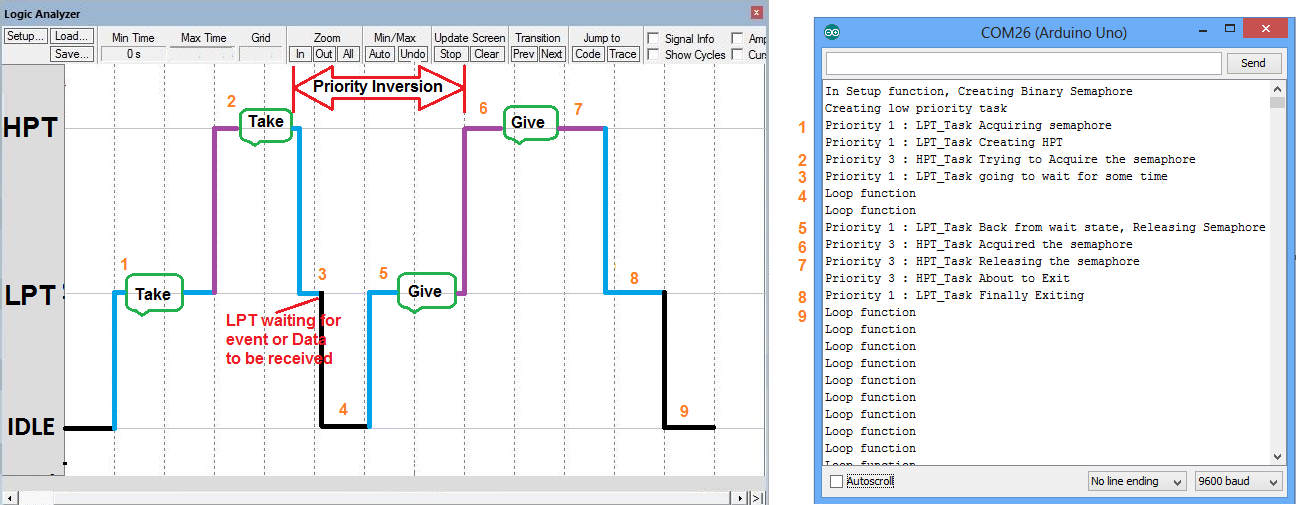 Logic Analyzer
Setup... Load... Save...
Min Time Max Time Grid
0 s
Zoom
In Out All
Min/Max
Auto Undo
Update Screen
Stop Clear
Transition
Prev Next
Jump to
Code Trace
Signal Info
Show Cycles
HPT
LPT
IDLE
Priority Inversion
2
Take
6
Give
7
1
Take
3
5
Give
8
LPT waiting for
event or Data
to be received
4
9
COM26 (Arduino Uno)
Send
In Setup function, Creating Binary Semaphore
Creating low priority task
1 Priority 1 : LPT_Task Acquiring semaphore
Priority 1 : LPT_Task Creating HPT
2 Priority 3 : HPT_Task Trying to Acquire the semaphore
3 Priority 1 : LPT_Task going to wait for some time
4 Loop function
Loop function
5 Priority 1 : LPT_Task Back from wait state, Releasing Semaphore
6 Priority 3 : HPT_Task Acquired the semaphore
7 Priority 3 : HPT_Task Releasing the semaphore
Priority 3 : HPT_Task About to Exit
8 Priority 1 : LPT_Task Finally Exiting
9 Loop function
Loop function
Loop function
Loop function
Loop function
Loop function
Loop function
Loop function
Loop function
Loop function
Autoscroll
No line ending
9600 baud